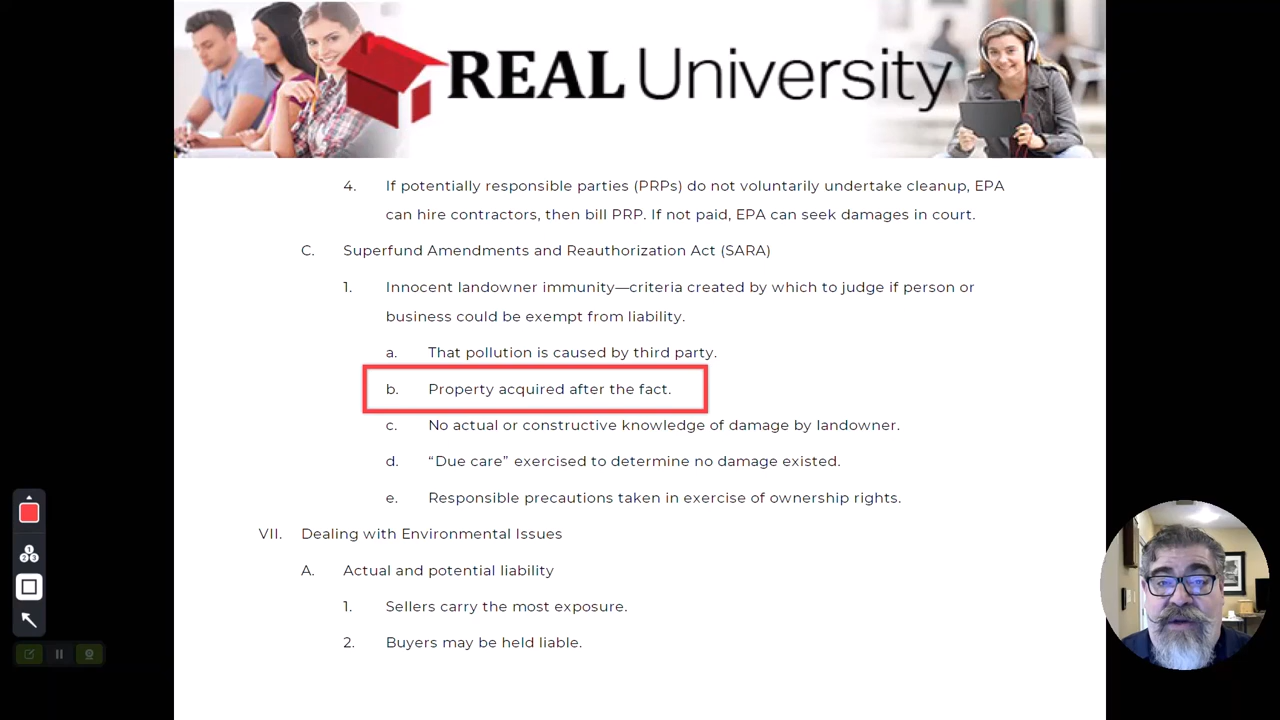 REAL University
4. If potentially responsible parties (PRPs) do not voluntarily undertake cleanup, EPA
can hire contractors, then bill PRP. If not paid, EPA can seek damages in court.
C. Superfund Amendments and Reauthorization Act (SARA)
1. Innocent landowner immunity—criteria created by which to judge if person or
business could be exempt from liability.
a. That pollution is caused by third party.
b. Property acquired after the fact.
c. No actual or constructive knowledge of damage by landowner.
d. “Due care” exercised to determine no damage existed.
e. Responsible precautions taken in exercise of ownership rights.
VII. Dealing with Environmental Issues
A. Actual and potential liability
1. Sellers carry the most exposure.
2. Buyers may be held liable.